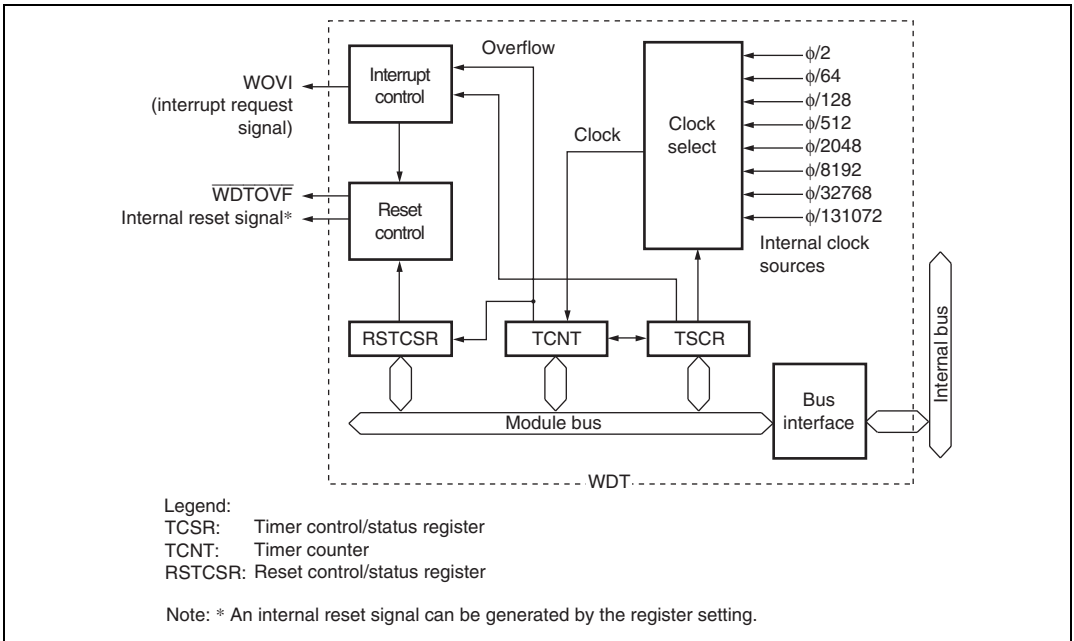 Overflow
Interrupt
control
WOVI
(interrupt request
signal)
WDTOVF
Internal reset signal*
Reset
control
Clock
Clock
select
ϕ/2
ϕ/64
ϕ/128
ϕ/512
ϕ/2048
ϕ/8192
ϕ/32768
ϕ/131072
Internal clock
sources
RSTCSR
TCNT
TSCR
Module bus
Bus
interface
Internal bus
WDT
Legend:
TCSR: Timer control/status register
TCNT: Timer counter
RSTCSR: Reset control/status register
Note: * An internal reset signal can be generated by the register setting.